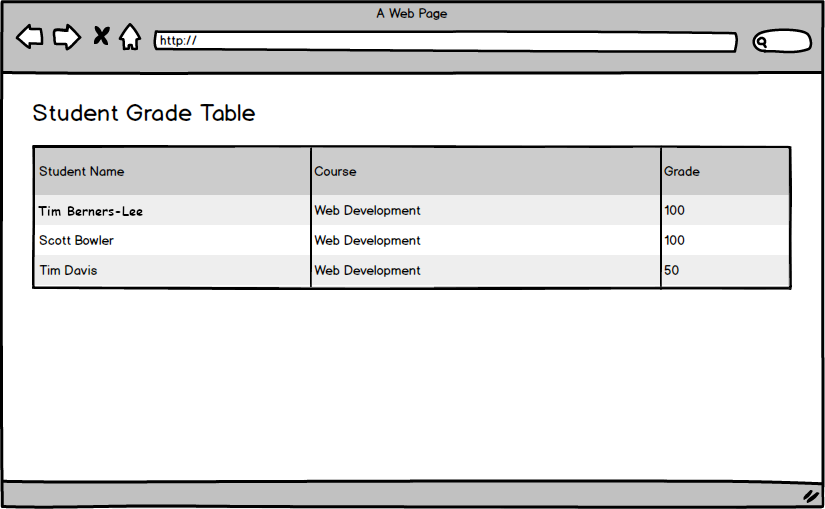 A Web Page
http://
Student Grade Table
Student Name Course Grade
Tim Berners-Lee Web Development 100
Scott Bowler Web Development 100
Tim Davis Web Development 50